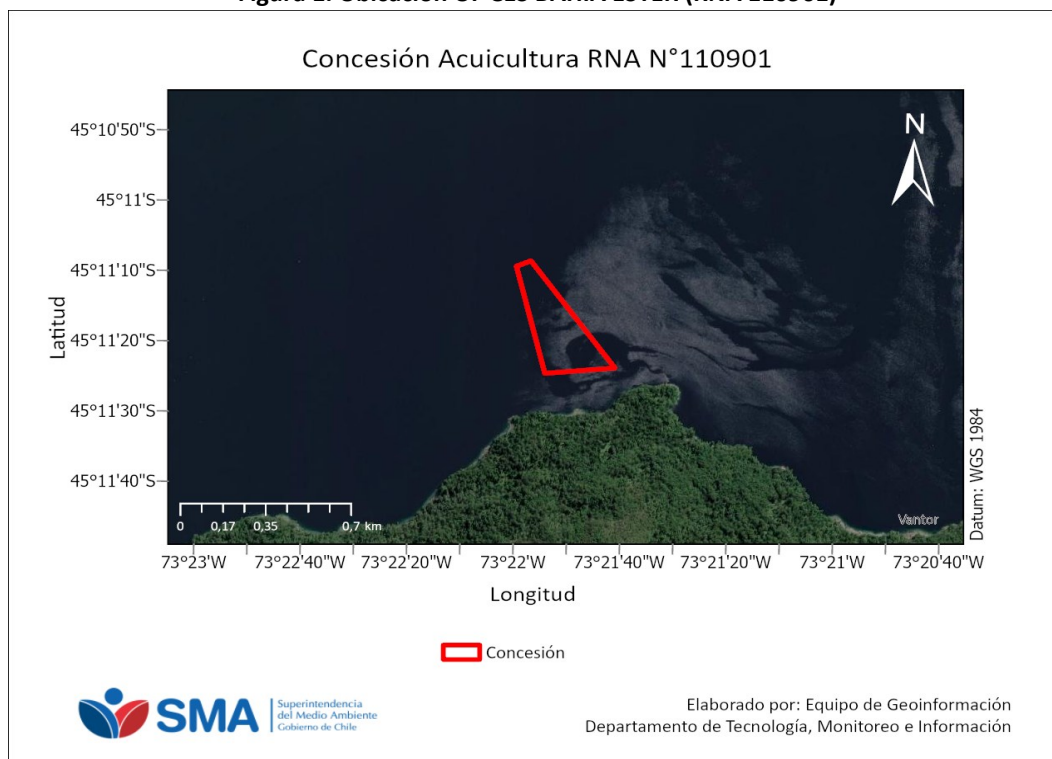 Concesión Acuicultura RNA N°110901
N
45°10'50"S
45°11'S
45°11'10"S
45°11'20"S
45°11'30"S
45°11'40"S
Latitud
Datum: WGS 1984
0 0,17 0,35 0,7 km
Vantor
73°23'W 73°22'40"W 73°22'20"W 73°22'W 73°21'40"W 73°21'20"W 73°21'W 73°20'40"W
Longitud
Concesión
SMA
Superintendencia
del Medio Ambiente
Gobierno de Chile
Elaborado por: Equipo de Geoinformación
Departamento de Tecnología, Monitoreo e Información